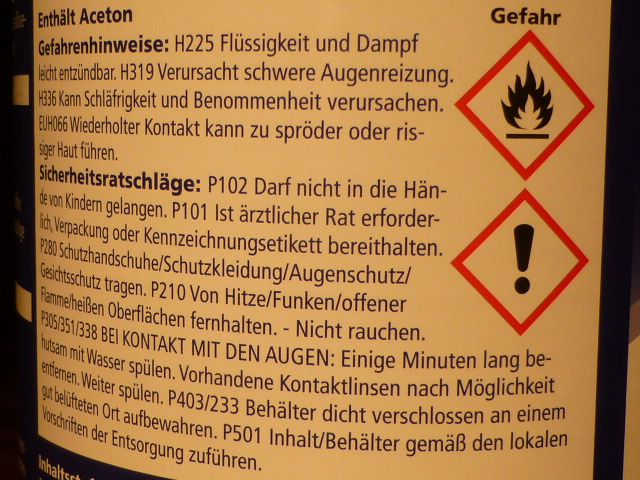 Enthält Aceton
Gefahr
Gefahrenhinweise: H225 Flüssigkeit und Dampf
leicht entzündbar. H319 Verursacht schwere Augenreizung.
H336 Kann Schläfrigkeit und Benommenheit verursachen.
EUH066 Wiederholter Kontakt kann zu spröder oder ris-
siger Haut führen.
Sicherheitsratschläge: P102 Darf nicht in die Hän-
de von Kindern gelangen. P101 Ist ärztlicher Rat erforder-
lich, Verpackung oder Kennzeichnungsetikett bereithalten.
P280 Schutzhandschuhe/Schutzkleidung/Augenschutz/
Gesichtsschutz tragen. P210 Von Hitze/Funken/offener
Flamme/heißen Oberflächen fernhalten. - Nicht rauchen.
P305/351/338 BEI KONTAKT MIT DEN AUGEN: Einige Minuten lang be-
hutsam mit Wasser spülen. Vorhandene Kontaktlinsen nach Möglichkeit
entfernen. Weiter spülen. P403/233 Behälter dicht verschlossen an einem
gut belüfteten Ort aufbewahren. P501 Inhalt/Behälter gemäß den lokalen
Vorschriften der Entsorgung zuführen.